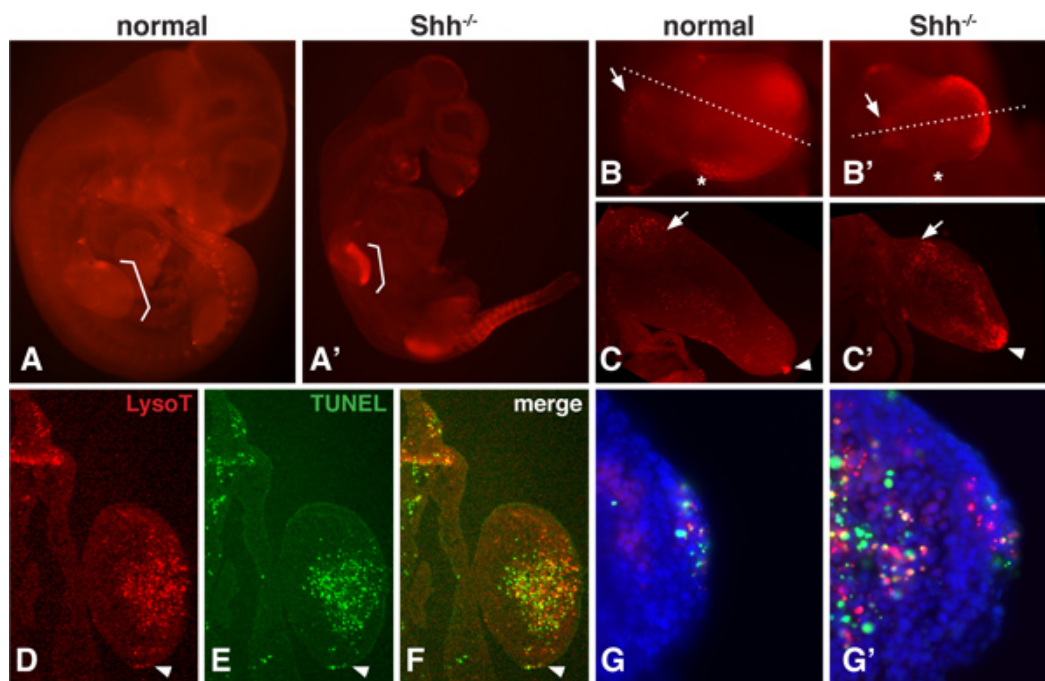 normal Shh-/- normal Shh-/-
A A' B * B' *
C C'
LysoT TUNEL merge
D E F G G'